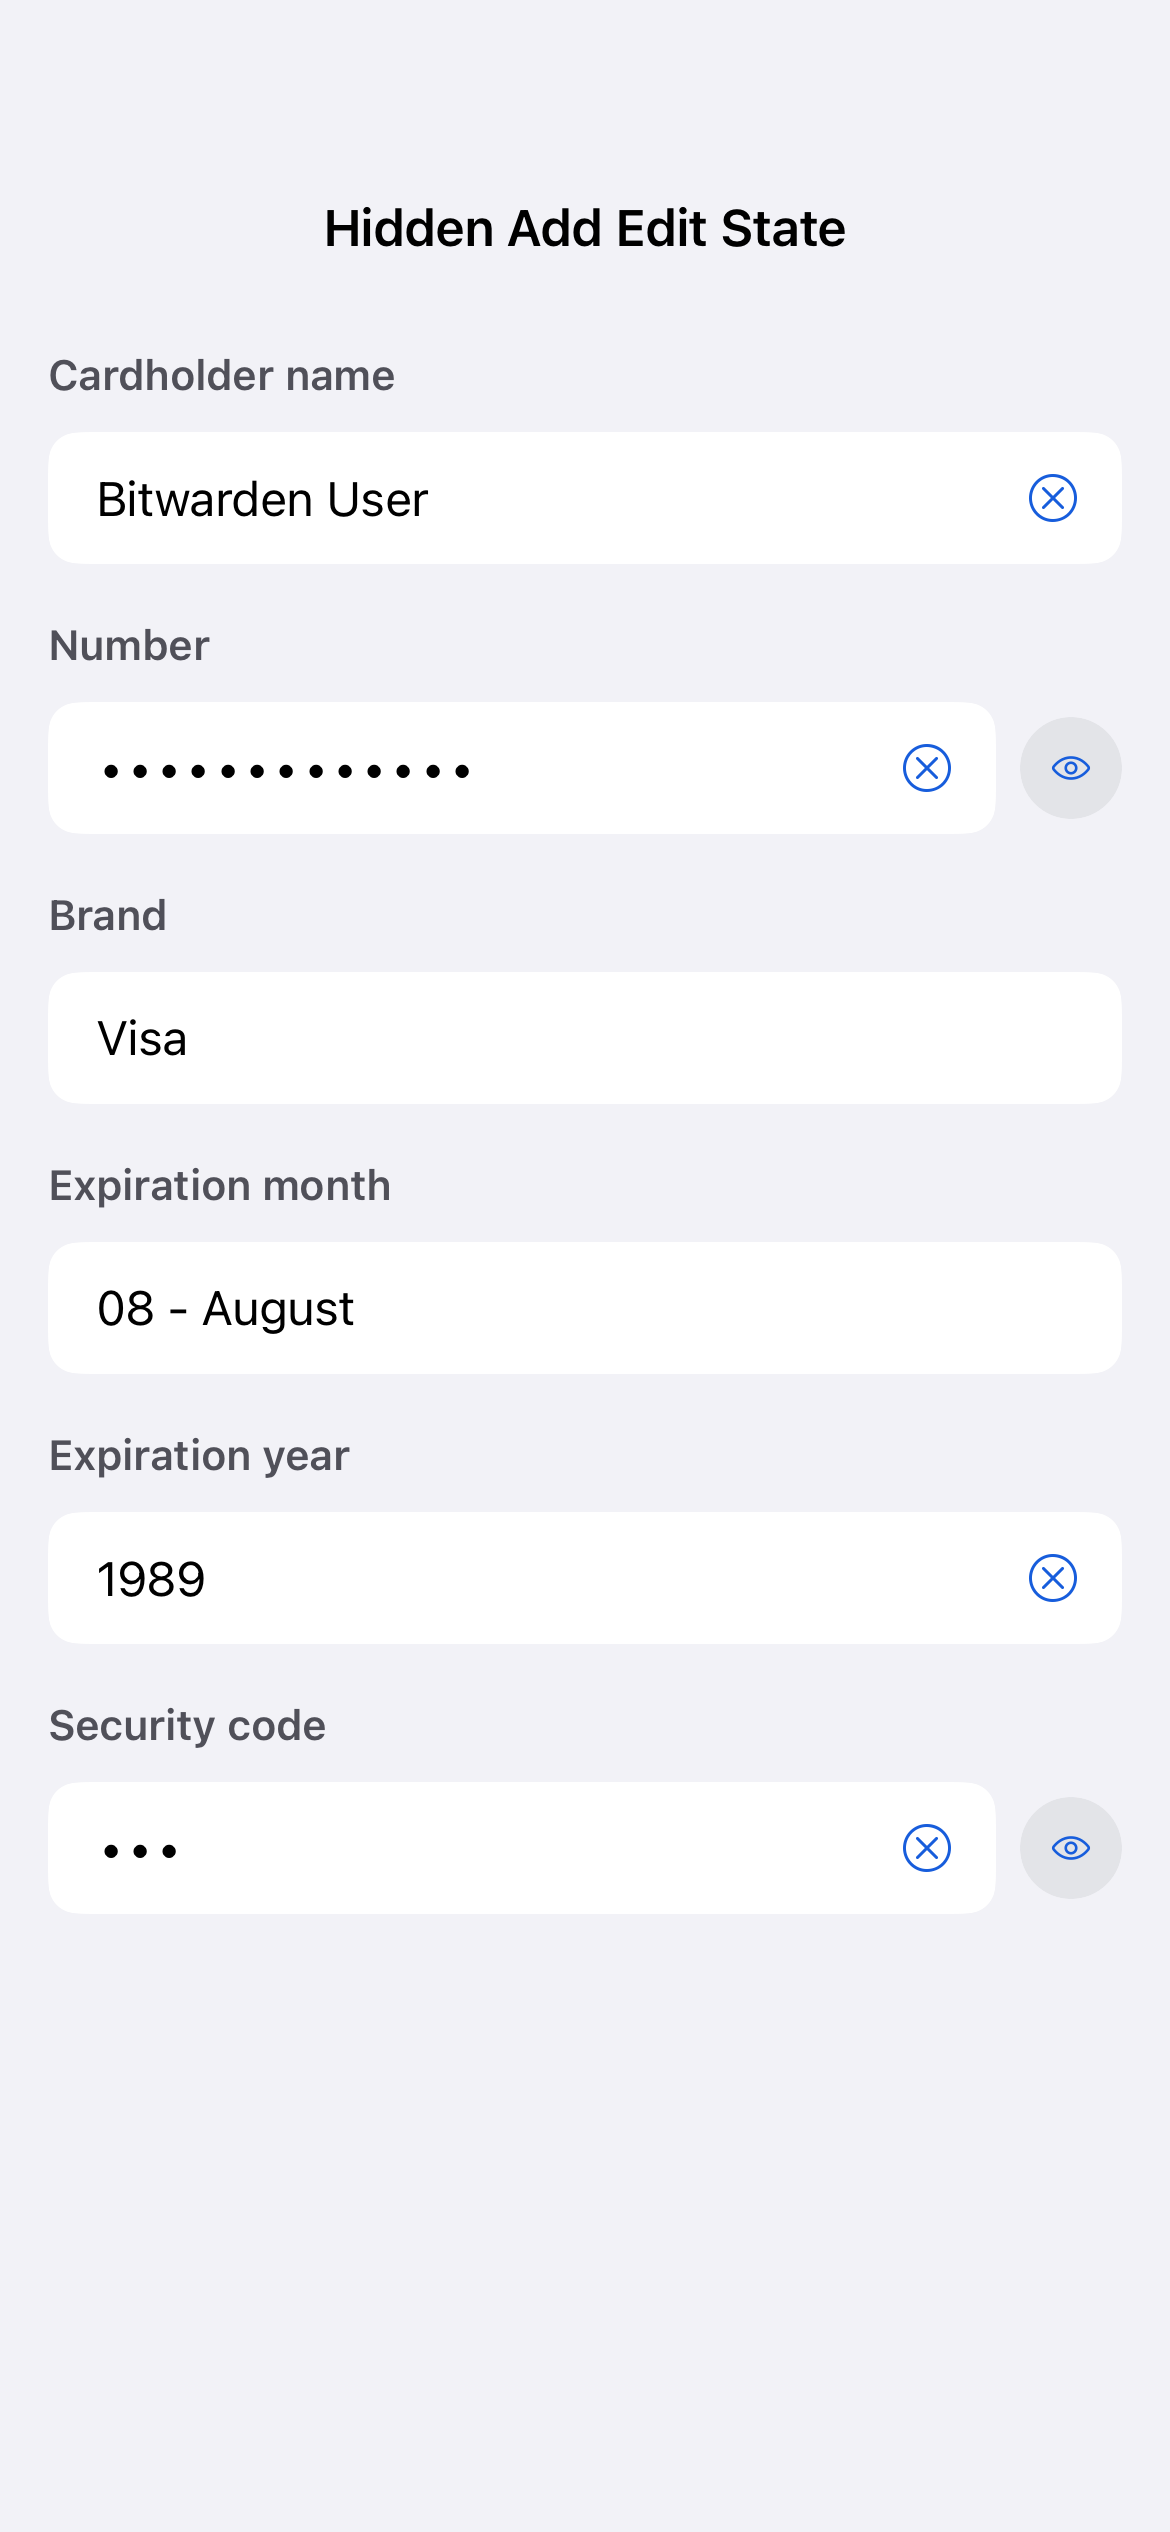 Hidden Add Edit State
Cardholder name
Bitwarden User
Number
•••••••••••••
Brand
Visa
Expiration month
08 - August
Expiration year
1989
Security code
•••